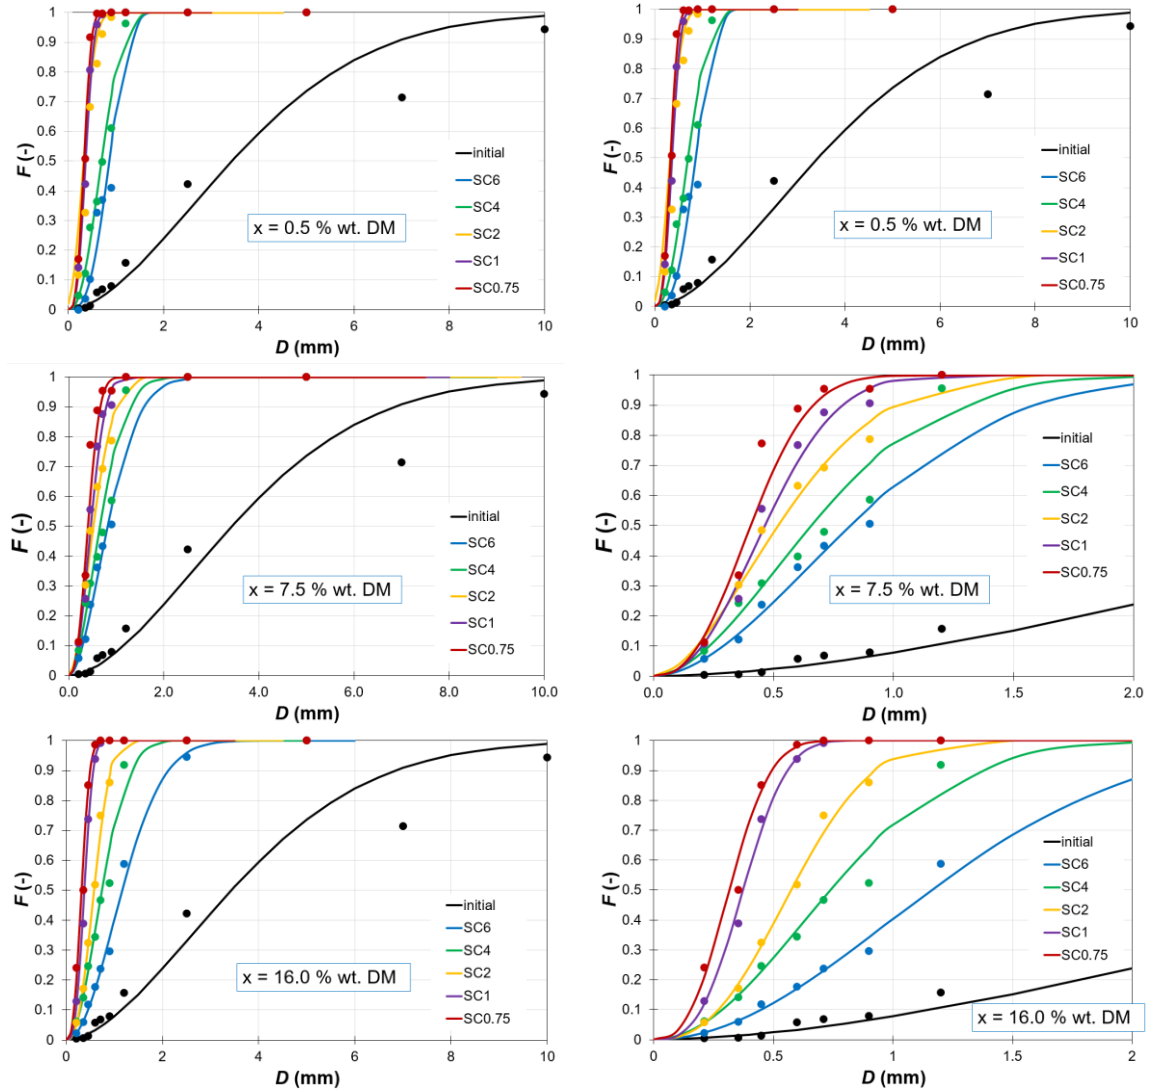 1
0.9
0.8
0.7
0.6
0.5
0.4
0.3
0.2
0.1
0
F (-)
initial
SC6
SC4
SC2
SC1
SC0.75
x = 0.5 % wt. DM
0 2 4 6 8 10
D (mm)
1
0.9
0.8
0.7
0.6
0.5
0.4
0.3
0.2
0.1
0
F (-)
initial
SC6
SC4
SC2
SC1
SC0.75
x = 0.5 % wt. DM
0 2 4 6 8 10
D (mm)
1
0.9
0.8
0.7
0.6
0.5
0.4
0.3
0.2
0.1
0
F (-)
initial
SC6
SC4
SC2
SC1
SC0.75
x = 7.5 % wt. DM
0.0 2.0 4.0 6.0 8.0 10.0
D (mm)
1
0.9
0.8
0.7
0.6
0.5
0.4
0.3
0.2
0.1
0
F (-)
initial
SC6
SC4
SC2
SC1
SC0.75
x = 7.5 % wt. DM
0.0 0.5 1.0 1.5 2.0
D (mm)
1
0.9
0.8
0.7
0.6
0.5
0.4
0.3
0.2
0.1
0
F (-)
initial
SC6
SC4
SC2
SC1
SC0.75
x = 16.0 % wt. DM
0 2 4 6 8 10
D (mm)
1
0.9
0.8
0.7
0.6
0.5
0.4
0.3
0.2
0.1
0
F (-)
initial
SC6
SC4
SC2
SC1
SC0.75
x = 16.0 % wt. DM
0 0.5 1 1.5 2
D (mm)